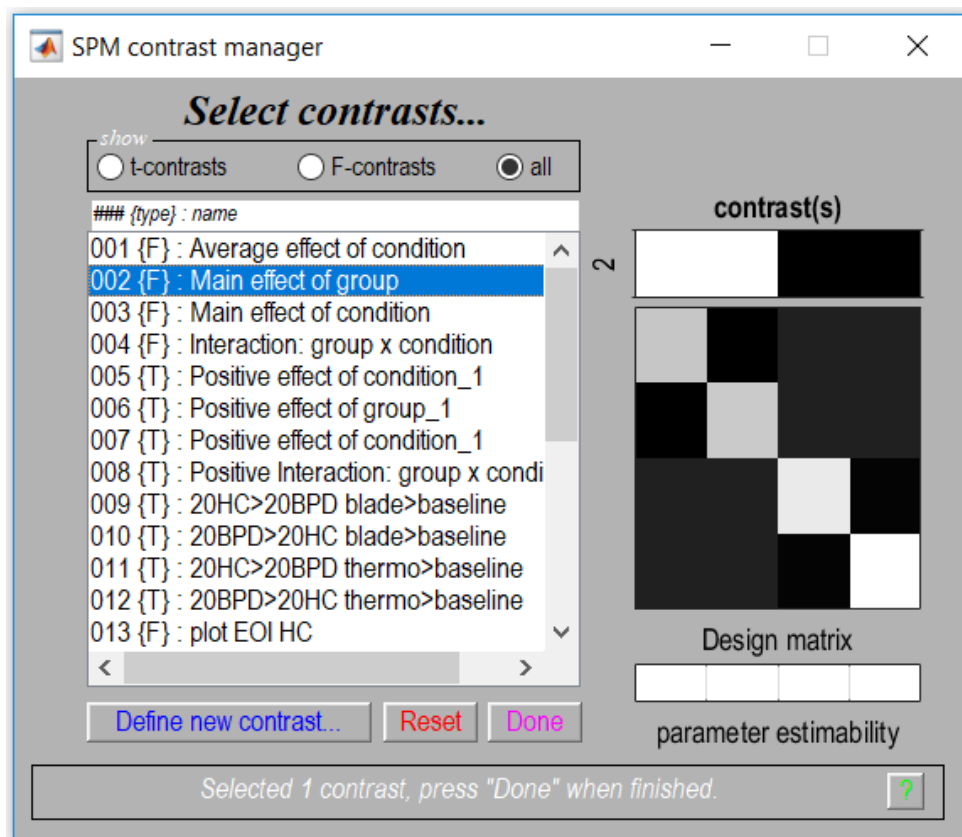 SPM contrast manager
Select contrasts...
show
t-contrasts F-contrasts all
### {type} : name
001 {F} : Average effect of condition
002 {F} : Main effect of group
003 {F} : Main effect of condition
004 {F} : Interaction: group x condition
005 {T} : Positive effect of condition_1
006 {T} : Positive effect of group_1
007 {T} : Positive effect of condition_1
008 {T} : Positive Interaction: group x condi
009 {T} : 20HC>20BPD blade>baseline
010 {T} : 20BPD>20HC blade>baseline
011 {T} : 20HC>20BPD thermo>baseline
012 {T} : 20BPD>20HC thermo>baseline
013 {F} : plot EOI HC
Define new contrast... Reset Done
contrast(s)
2
Design matrix
parameter estimability
Selected 1 contrast, press "Done" when finished.
?